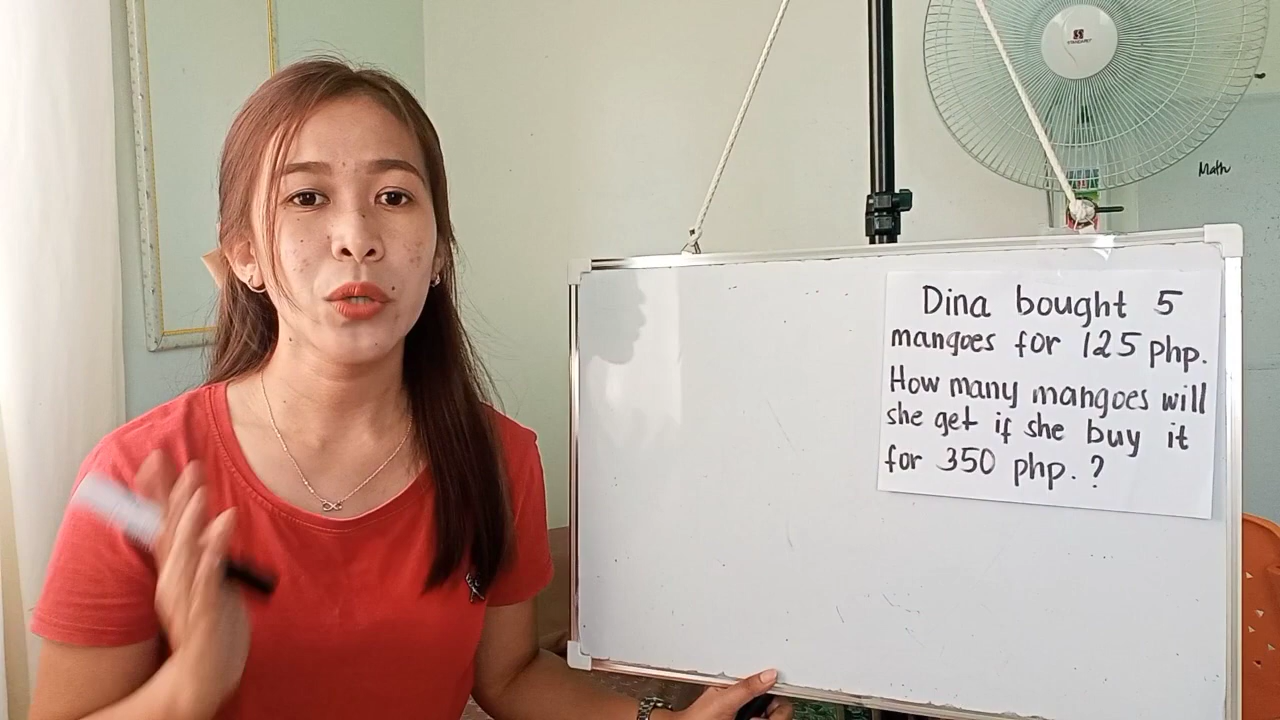 STANDARD
Math
Dina bought 5
mangoes for 125 php.
How many mangoes will
she get if she buy it
for 350 php. ?